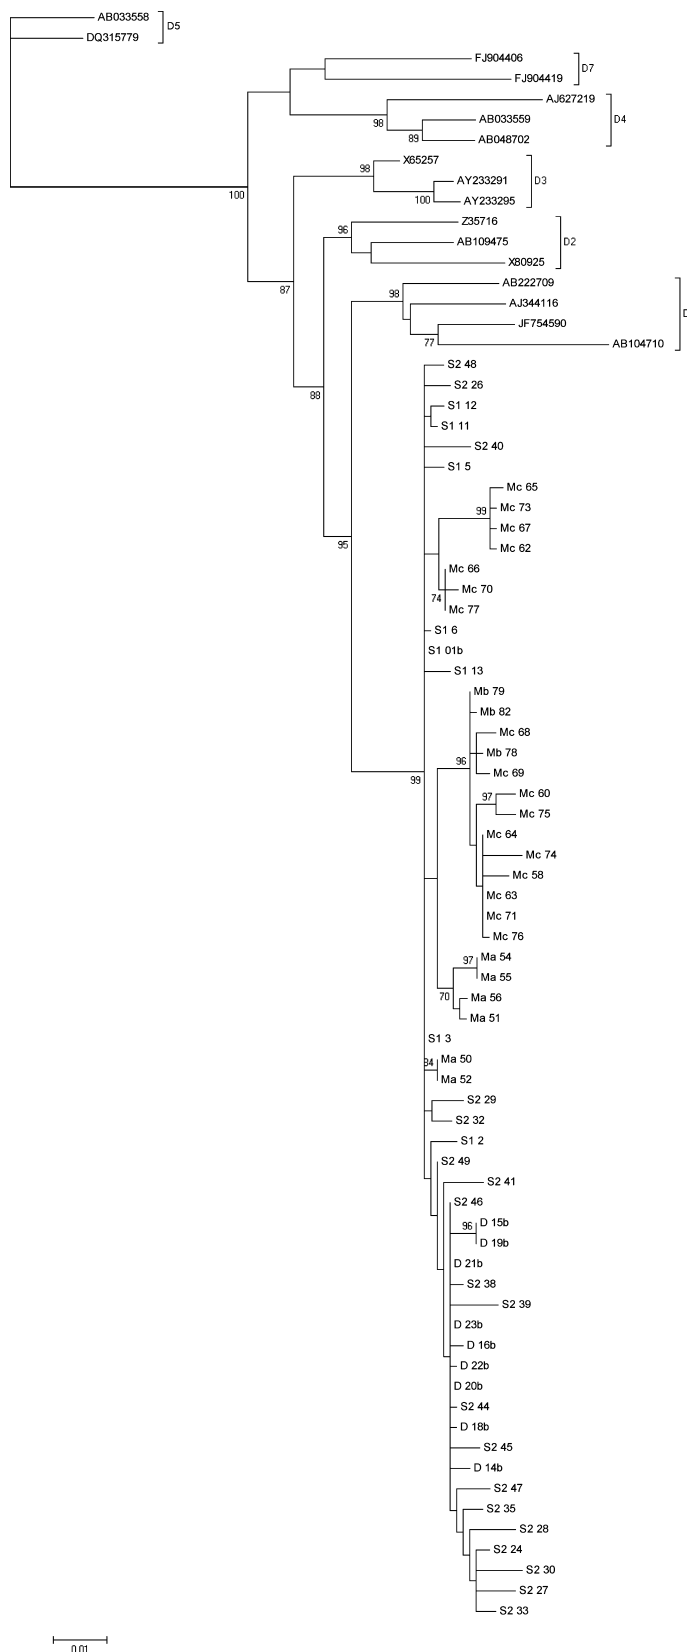 AB033558
D5
DQ315779
FJ904406
D7
FJ904419
AJ627219
98
AB033559
D4
89
AB048702
X65257
98
AY233291
D3
100
AY233295
100
Z35716
96
AB109475
D2
X80925
AB222709
87
98
AJ344116
D
JF754590
77
AB104710
S2 48
S2 26
88
S1 12
S1 11
S2 40
S1 5
Mc 65
99
Mc 73
Mc 67
95
Mc 62
Mc 66
Mc 70
74
Mc 77
S1 6
S1 01b
S1 13
Mb 79
Mb 82
Mc 68
Mb 78
96
Mc 69
99
Mc 60
97
Mc 75
Mc 64
Mc 74
Mc 58
Mc 63
Mc 71
Mc 76
97
Ma 54
Ma 55
70
Ma 56
Ma 51
S1 3
Ma 50
Ma 52
S2 29
S2 32
S1 2
S2 49
S2 41
S2 46
96
D 15b
D 19b
D 21b
S2 38
S2 39
D 23b
D 16b
D 22b
D 20b
S2 44
D 18b
S2 45
D 14b
S2 47
S2 35
S2 28
S2 24
S2 30
S2 27
S2 33
0.01